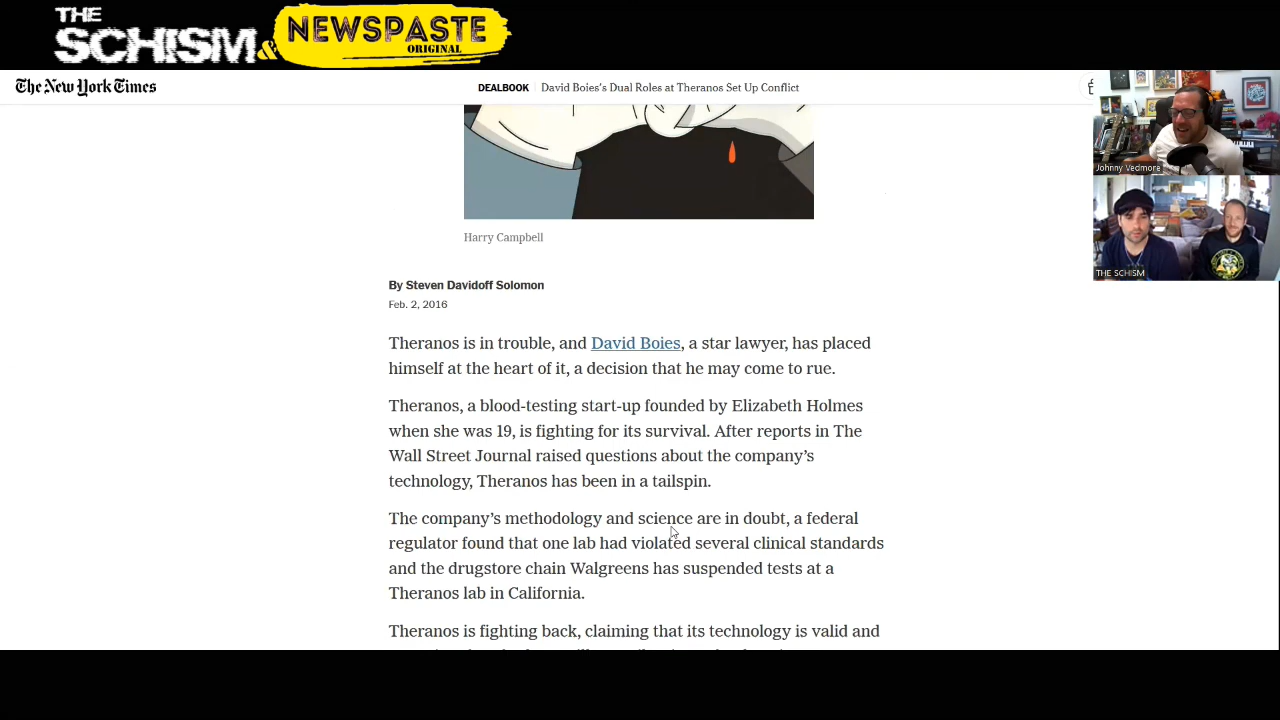 THE
SCHISM
& NEWSPASTE
ORIGINAL
The New York Times
DEALBOOK
David Boies's Dual Roles at Theranos Set Up Conflict
Johnny Vedmore
THE SCHISM
Harry Campbell
By Steven Davidoff Solomon
Feb. 2, 2016
Theranos is in trouble, and David Boies, a star lawyer, has placed
himself at the heart of it, a decision that he may come to rue.
Theranos, a blood-testing start-up founded by Elizabeth Holmes
when she was 19, is fighting for its survival. After reports in The
Wall Street Journal raised questions about the company's
technology, Theranos has been in a tailspin.
The company's methodology and science are in doubt, a federal
regulator found that one lab had violated several clinical standards
and the drugstore chain Walgreens has suspended tests at a
Theranos lab in California.
Theranos is fighting back, claiming that its technology is valid and